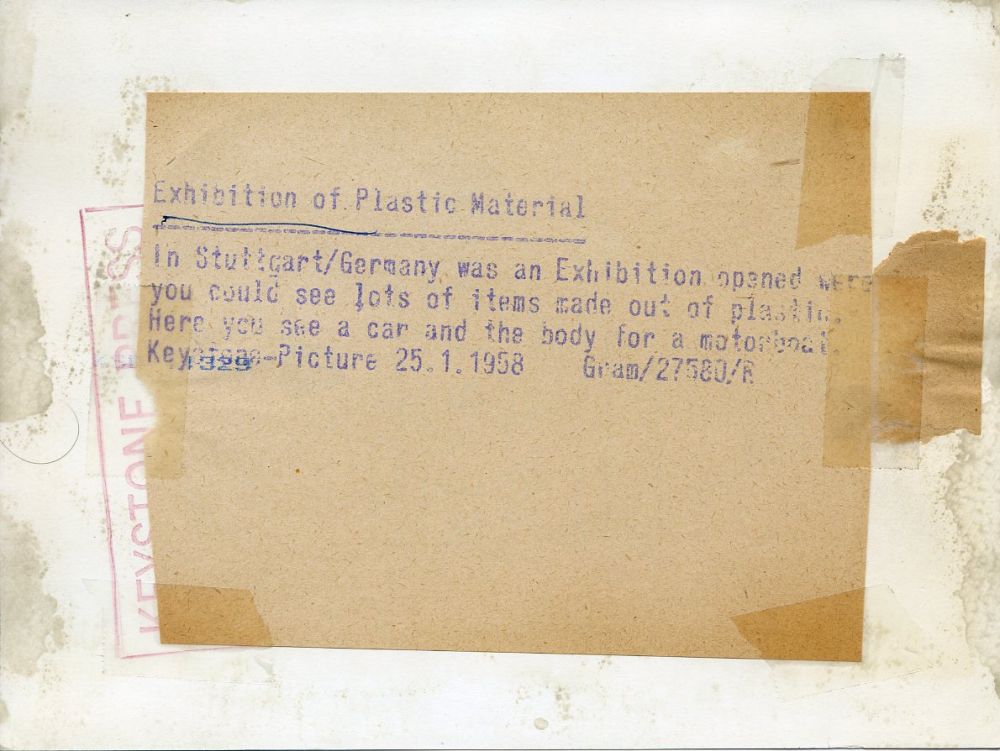 Exhibition of Plastic Material
In Stuttgart/Germany was an Exhibition opened were
you could see lots of items made out of plastic.
Here you see a car and the body for a motorboat.
Keystone-Picture 25.1.1958 Gram/27580/R
1329
KEYSTONE PRESS